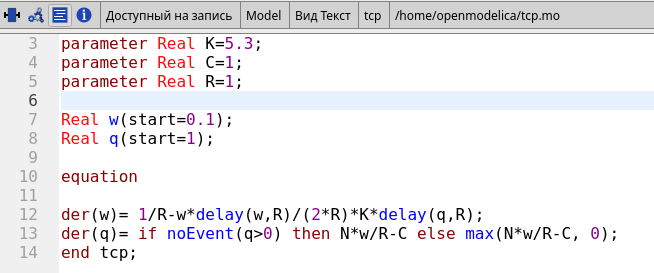 Доступный на запись Model Вид Текст tcp /home/openmodelica/tcp.mo
3 parameter Real K=5.3;
4 parameter Real C=1;
5 parameter Real R=1;
6
7 Real w(start=0.1);
8 Real q(start=1);
9
10 equation
11
12 der(w)= 1/R-w*delay(w,R)/(2*R)*K*delay(q,R);
13 der(q)= if noEvent(q>0) then N*w/R-C else max(N*w/R-C, 0);
14 end tcp;